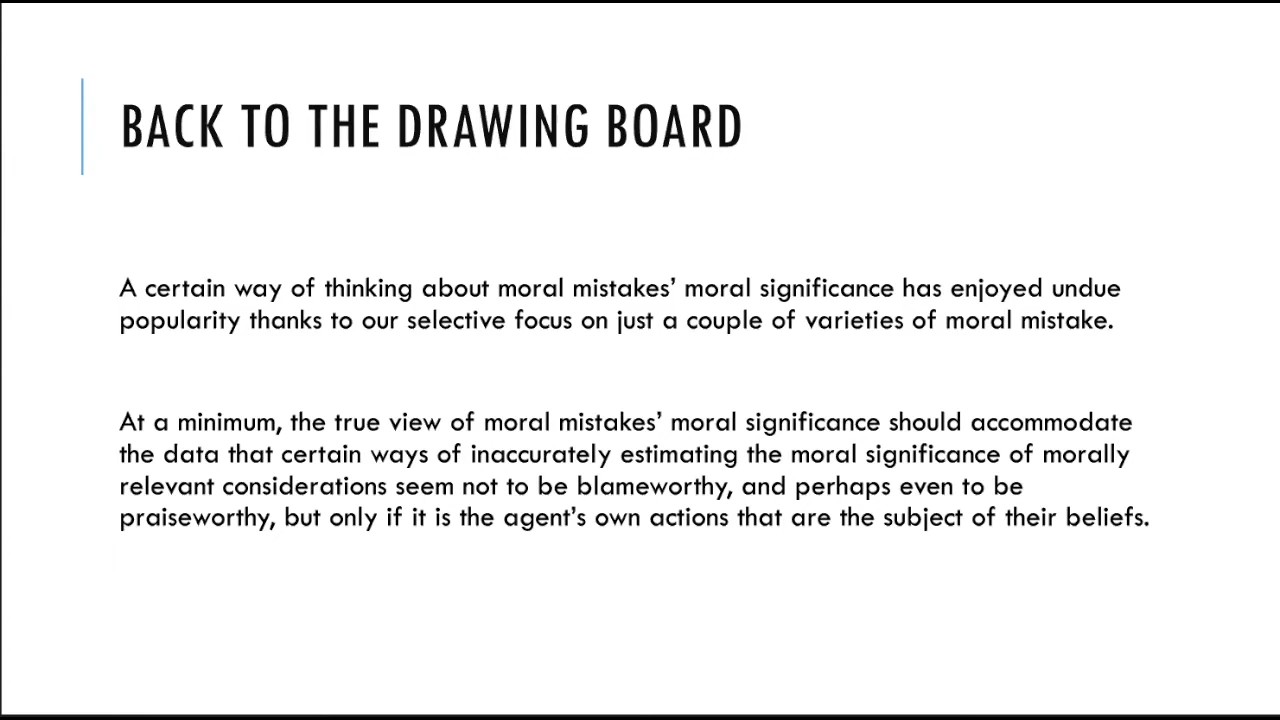 BACK TO THE DRAWING BOARD
A certain way of thinking about moral mistakes’ moral significance has enjoyed undue
popularity thanks to our selective focus on just a couple of varieties of moral mistake.
At a minimum, the true view of moral mistakes’ moral significance should accommodate
the data that certain ways of inaccurately estimating the moral significance of morally
relevant considerations seem not to be blameworthy, and perhaps even to be
praiseworthy, but only if it is the agent’s own actions that are the subject of their beliefs.